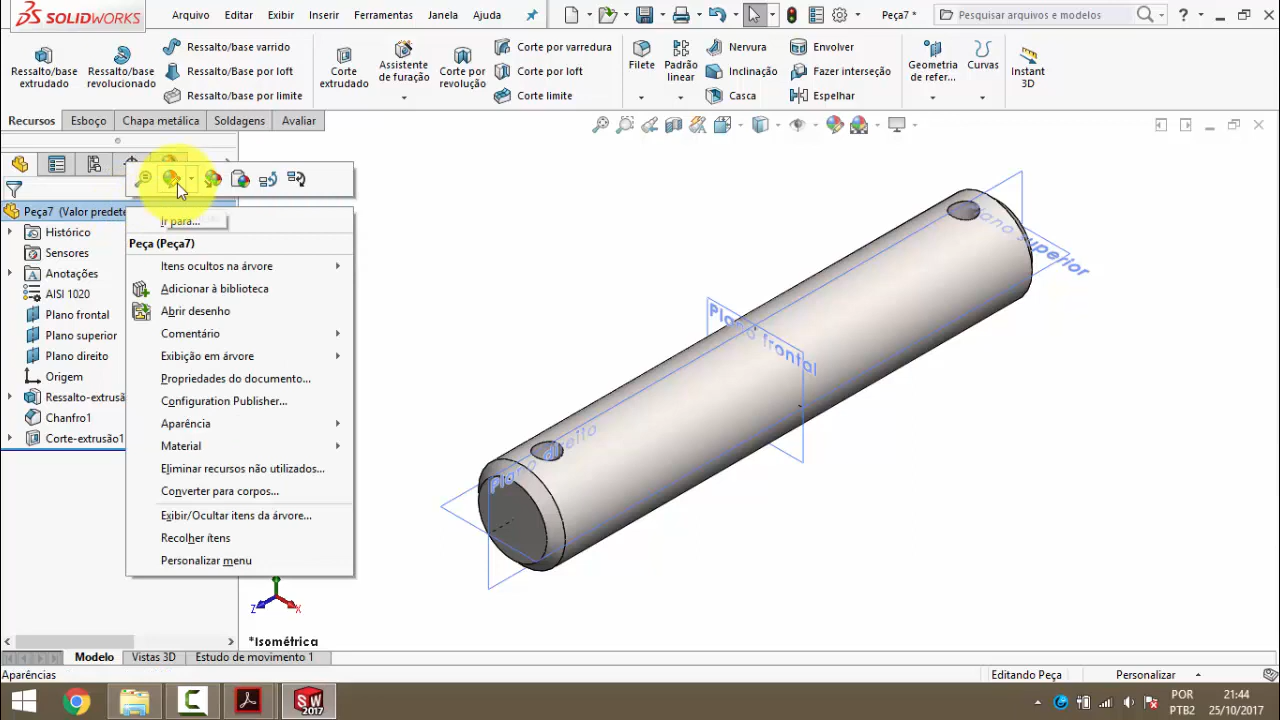 SOLIDWORKS
Arquivo
Editar
Exibir
Inserir
Ferramentas
Janela
Ajuda
Peça7 *
Pesquisar arquivos e modelos
?
Ressalto/base
extrudado
Ressalto/base
revolucionado
Ressalto/base varrido
Ressalto/base por loft
Ressalto/base por limite
Corte
extrudado
Assistente
de furação
Corte por
revolução
Corte por varredura
Corte por loft
Corte limite
Filete
Padrão
linear
Nervura
Inclinação
Casca
Envolver
Fazer interseção
Espelhar
Geometria
de refer...
Curvas
Instant
3D
Recursos
Esboço
Chapa metálica
Soldagens
Avaliar
Peça7 (Valor predete
Histórico
Sensores
Anotações
AISI 1020
Plano frontal
Plano superior
Plano direito
Origem
Ressalto-extrusã
Chanfro1
Corte-extrusão1
Ir para...
Peça (Peça7)
Itens ocultos na árvore
Adicionar à biblioteca
Abrir desenho
Comentário
Exibição em árvore
Propriedades do documento...
Configuration Publisher...
Aparência
Material
Eliminar recursos não utilizados...
Converter para corpos...
Exibir/Ocultar itens da árvore...
Recolher ítens
Personalizar menu
Plano superior
Plano frontal
Plano direito
Z
X
*Isométrica
Modelo
Vistas 3D
Estudo de movimento 1
Aparências
Editando Peça
Personalizar
SW
2017
POR
PTB2
21:44
25/10/2017